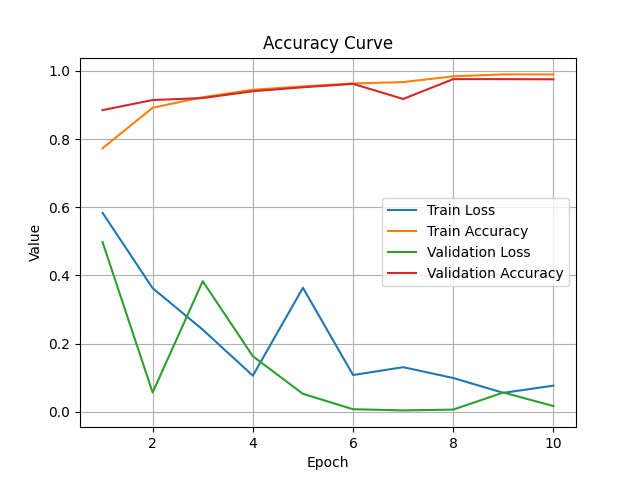 Accuracy Curve
1.0
0.8
0.6
0.4
0.2
0.0
Value
Train Loss
Train Accuracy
Validation Loss
Validation Accuracy
2
4
6
8
10
Epoch